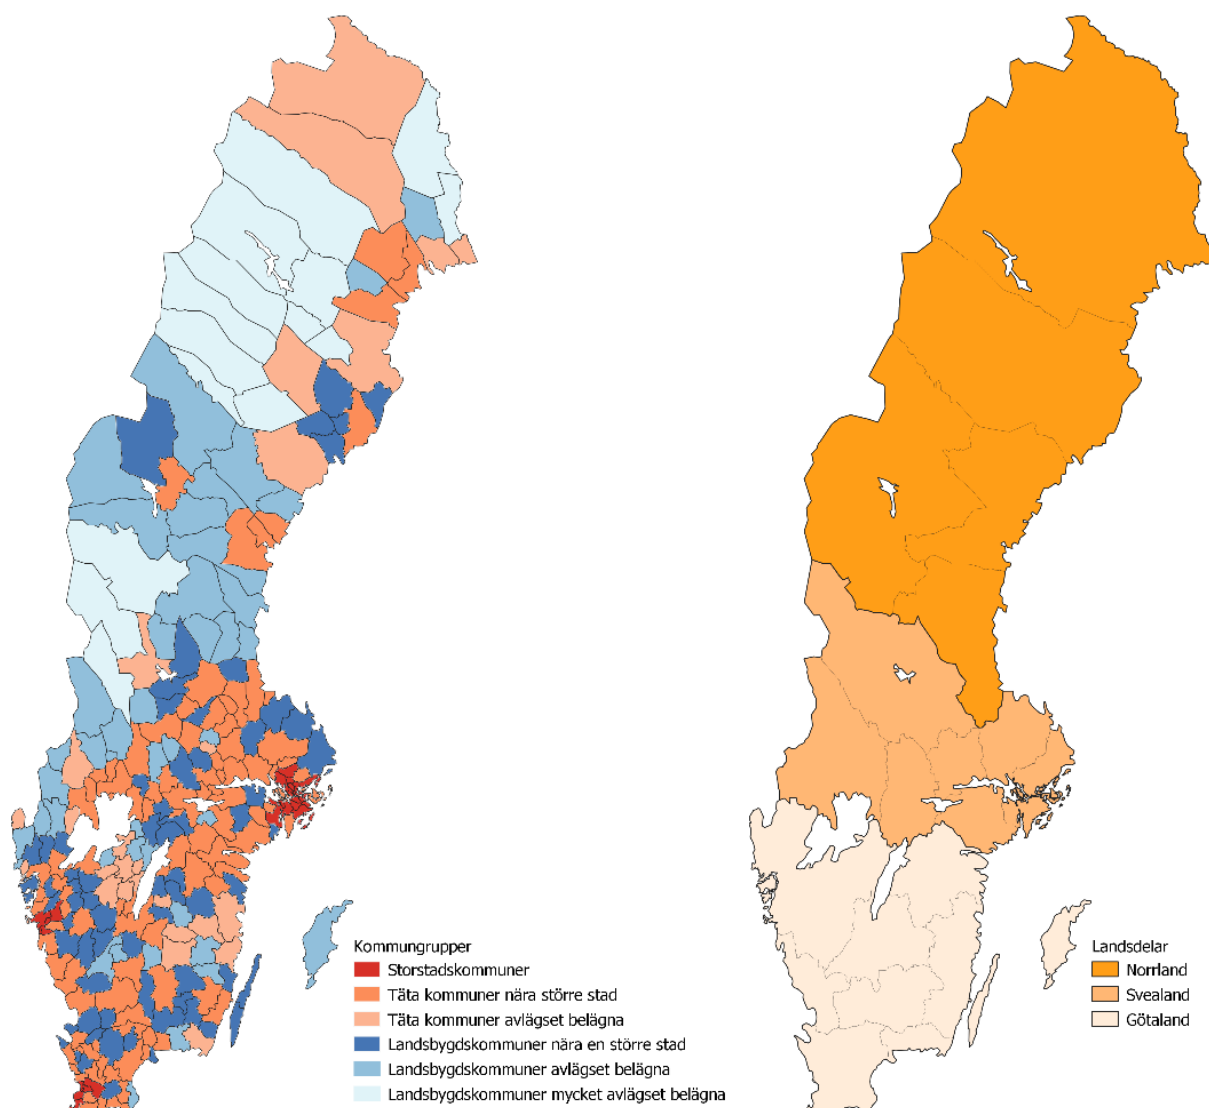 Kommungrupper
Storstadskommuner
Täta kommuner nära större stad
Täta kommuner avlägset belägna
Landsbygdskommuner nära en större stad
Landsbygdskommuner avlägset belägna
Landsbygdskommuner mycket avlägset belägna
Landsdelar
Norrland
Svealand
Götaland